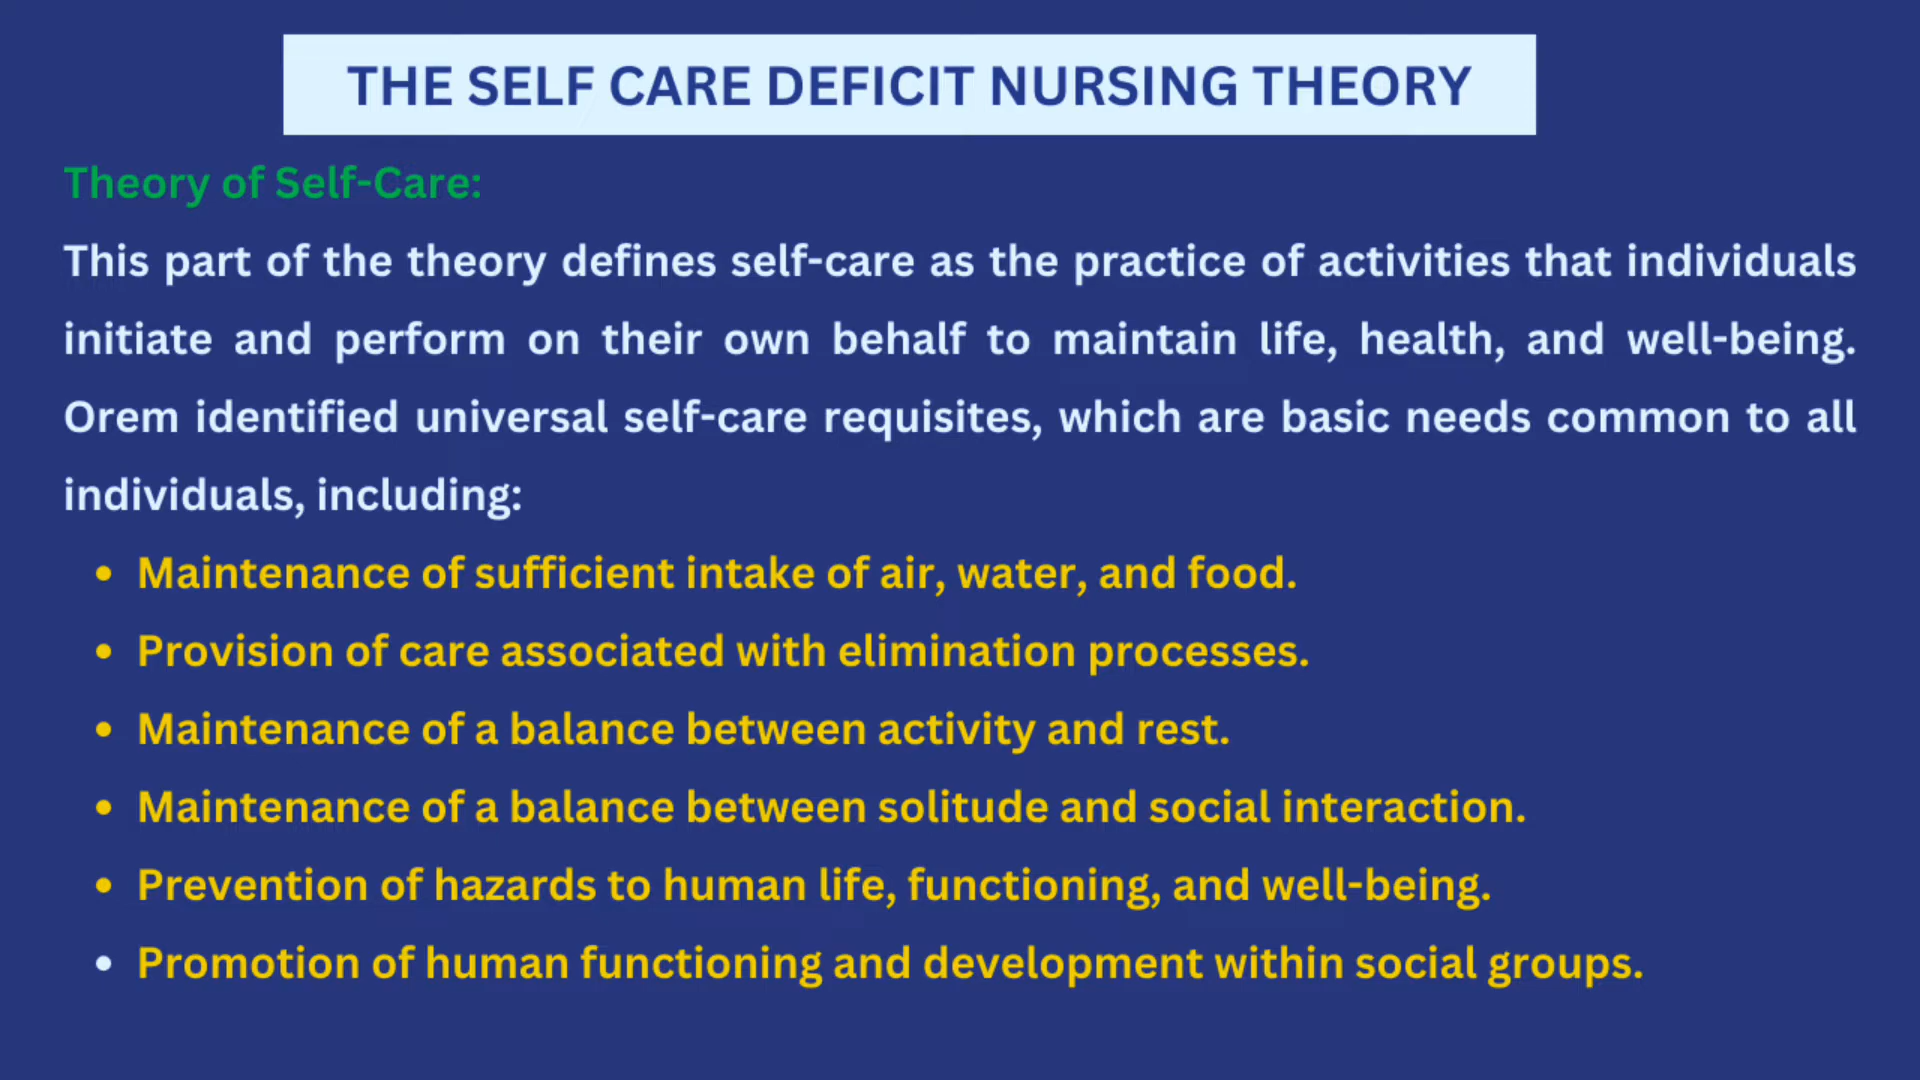 THE SELF CARE DEFICIT NURSING THEORY
Theory of Self-Care:
This part of the theory defines self-care as the practice of activities that individuals
initiate and perform on their own behalf to maintain life, health, and well-being.
Orem identified universal self-care requisites, which are basic needs common to all
individuals, including:
• Maintenance of sufficient intake of air, water, and food.
• Provision of care associated with elimination processes.
• Maintenance of a balance between activity and rest.
• Maintenance of a balance between solitude and social interaction.
• Prevention of hazards to human life, functioning, and well-being.
• Promotion of human functioning and development within social groups.